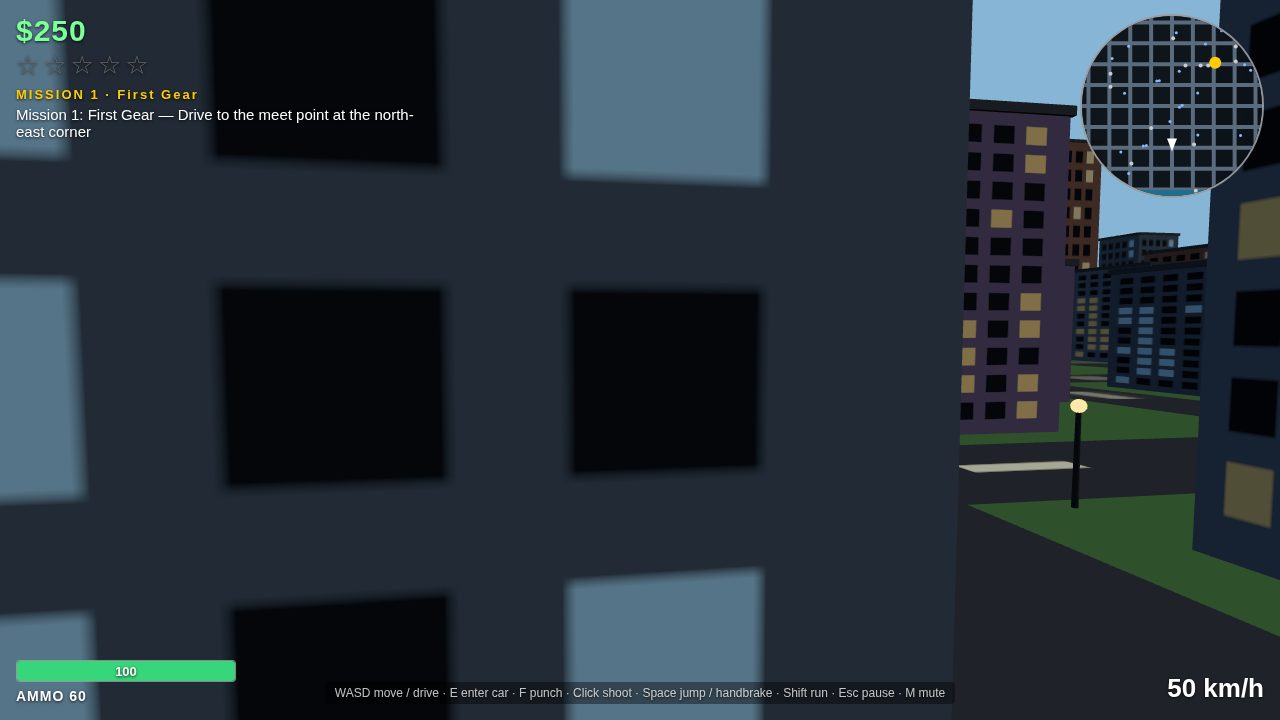 $250
☆☆☆☆☆
MISSION 1 · First Gear
Mission 1: First Gear — Drive to the meet point at the north-
east corner
100
AMMO 60
WASD move / drive · E enter car · F punch · Click shoot · Space jump / handbrake · Shift run · Esc pause · M mute
50 km/h